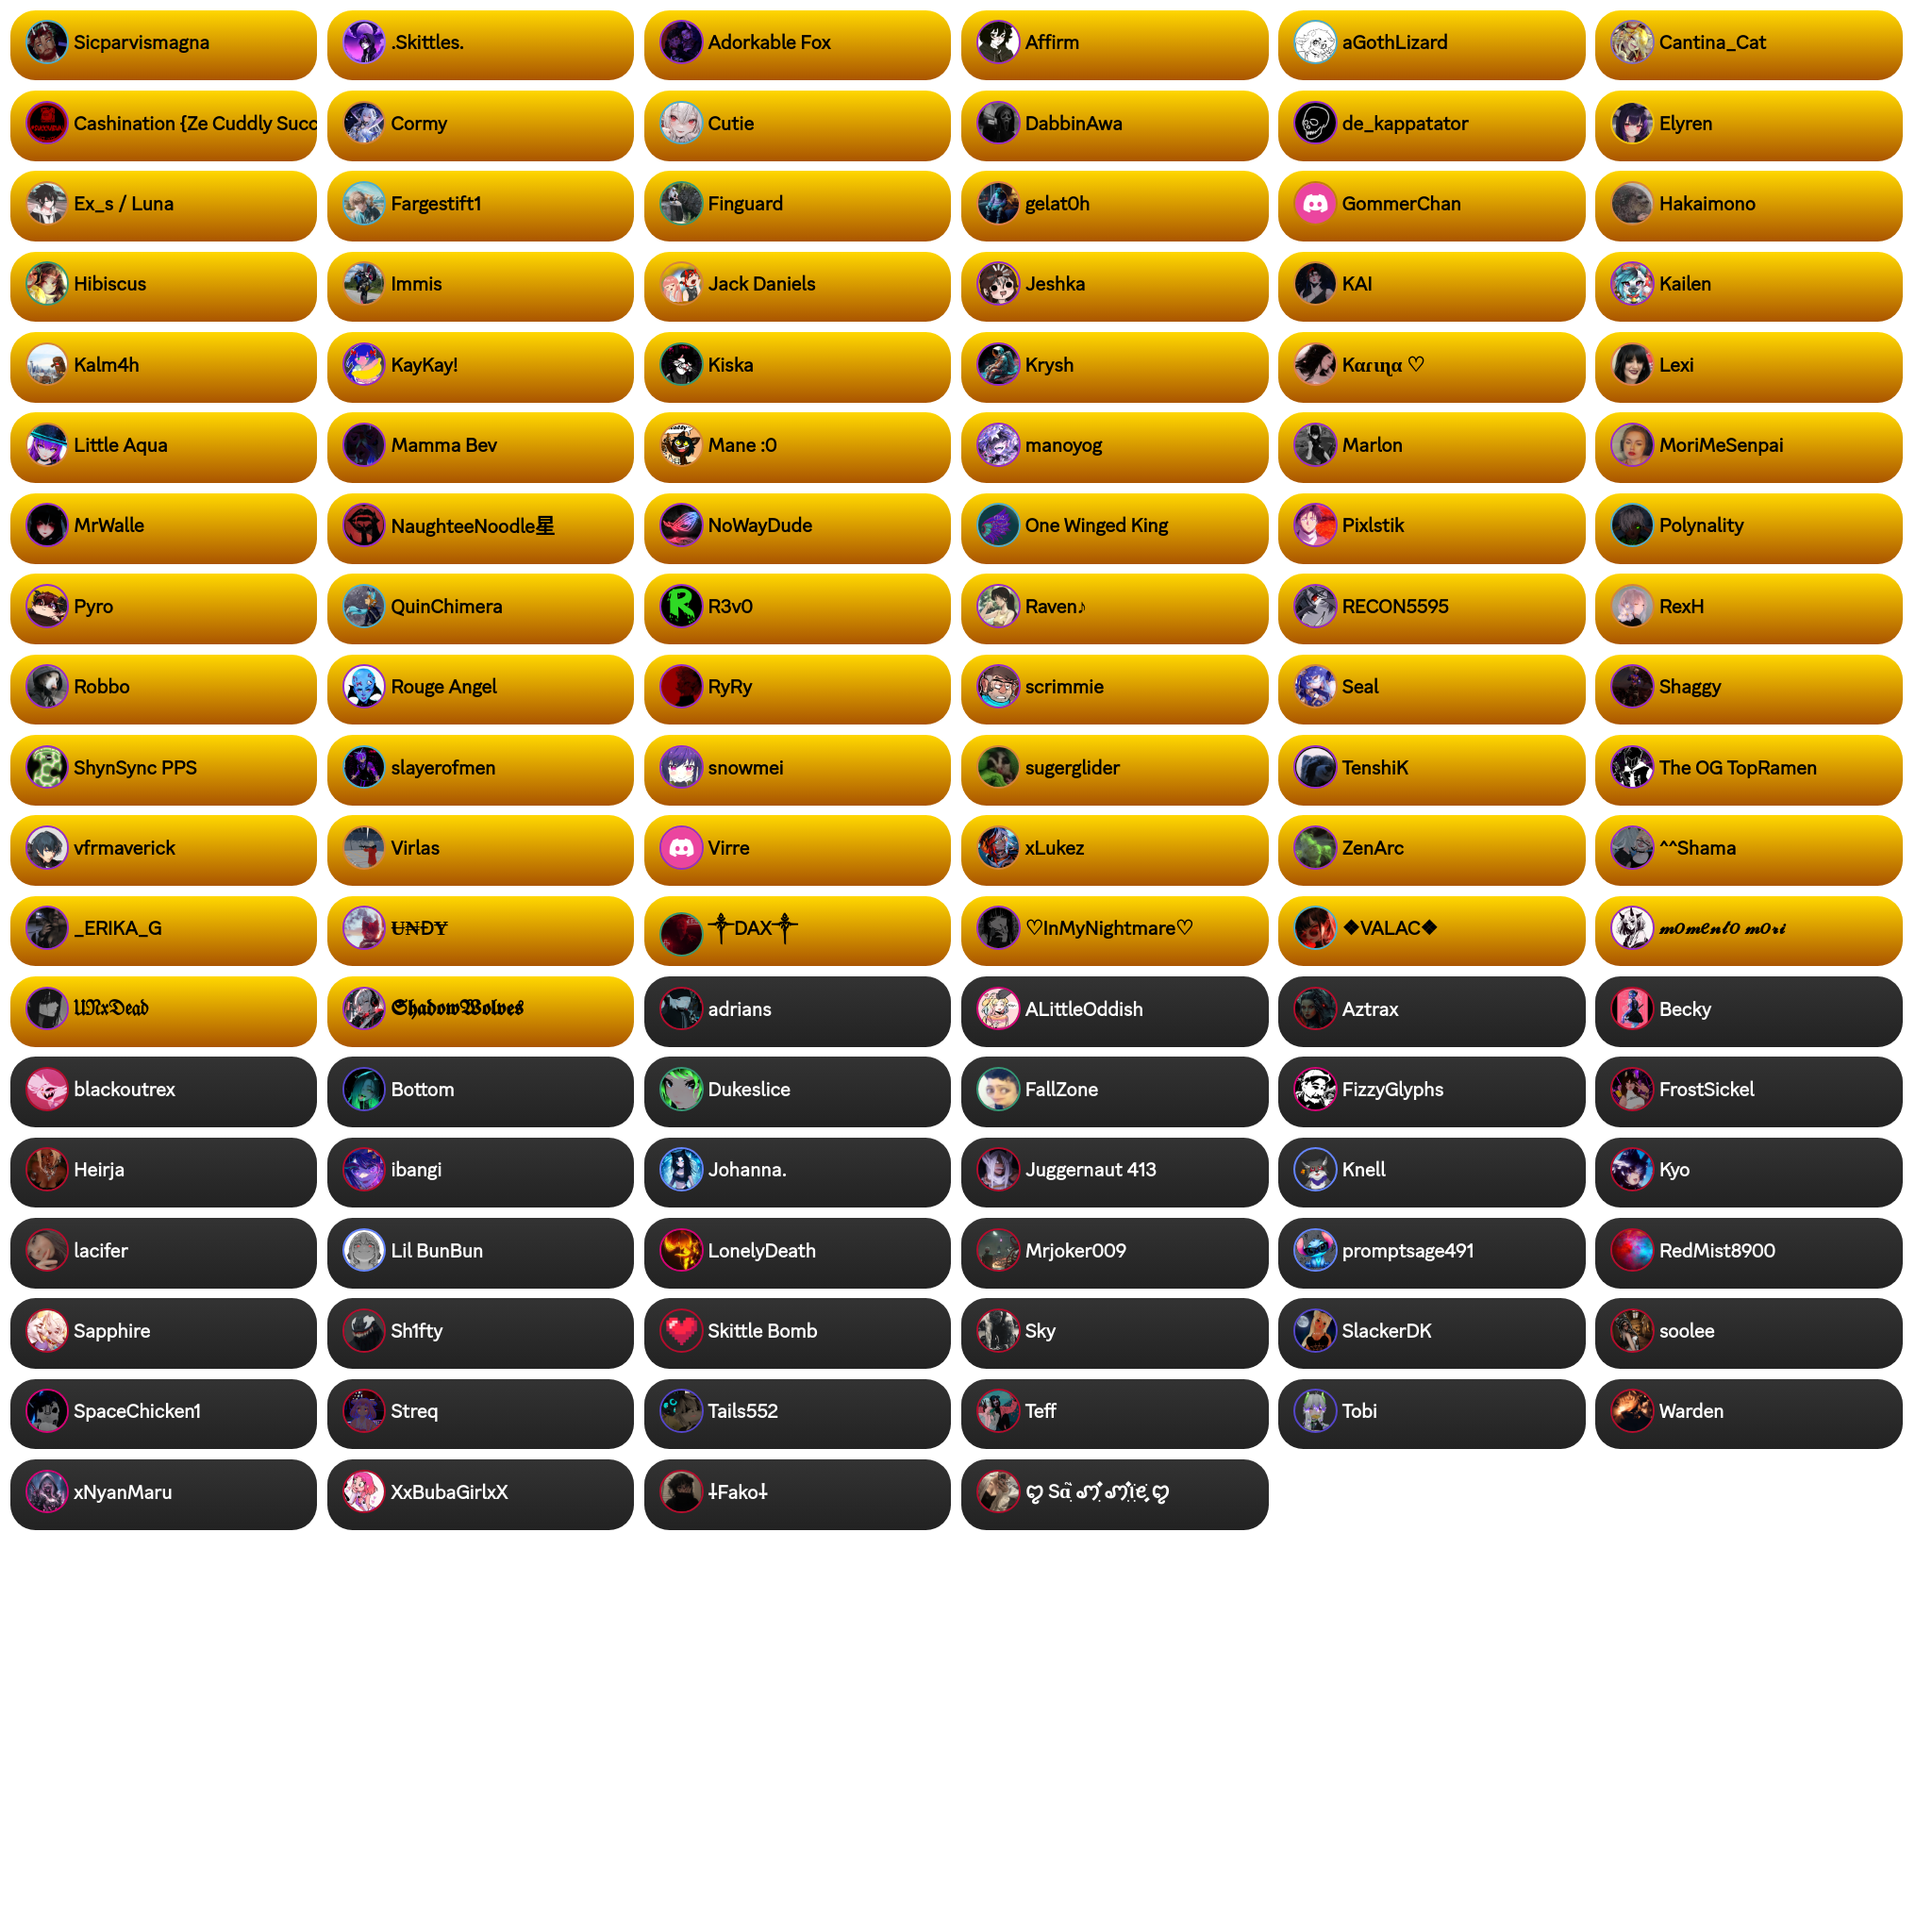 Sicparvismagna
.Skittles.
Adorkable Fox
Affirm
aGothLizard
Cantina_Cat
Cashination {Ze Cuddly Succ
Cormy
Cutie
DabbinAwa
de_kappatator
Elyren
Ex_s / Luna
Fargestift1
Finguard
gelat0h
GommerChan
Hakaimono
Hibiscus
Immis
Jack Daniels
Jeshka
KAI
Kailen
Kalm4h
KayKay!
Kiska
Krysh
Kαɾιɳα ♡
Lexi
Little Aqua
Mamma Bev
Mane :0
manoyog
Marlon
MoriMeSenpai
MrWalle
NaughteeNoodle星
NoWayDude
One Winged King
Pixlstik
Polynality
Pyro
QuinChimera
R3v0
Raven♪
RECON5595
RexH
Robbo
Rouge Angel
RyRy
scrimmie
Seal
Shaggy
ShynSync PPS
slayerofmen
snowmei
sugerglider
TenshiK
The OG TopRamen
vfrmaverick
Virlas
Virre
xLukez
ZenArc
^^Shama
_ERIKA_G
U̶N̶ĐɎ
༒DAX༒
♡InMyNightmare♡
❖VALAC❖
𝓶𝓸𝓶𝓮𝓷𝓽𝓸 𝓶𝓸𝓻𝓲
𝔘𝔑𝔵𝔇𝔢𝔞𝔡
𝕾𝖍𝖆𝖉𝖔𝖜𝖂𝖔𝖑𝖛𝖊𝖘
adrians
ALittleOddish
Aztrax
Becky
blackoutrex
Bottom
Dukeslice
FallZone
FizzyGlyphs
FrostSickel
Heirja
ibangi
Johanna.
Juggernaut 413
Knell
Kyo
lacifer
Lil BunBun
LonelyDeath
Mrjoker009
promptsage491
RedMist8900
Sapphire
Sh1fty
Skittle Bomb
Sky
SlackerDK
soolee
SpaceChicken1
Streq
Tails552
Teff
Tobi
Warden
xNyanMaru
XxBubaGirlxX
⸸Fako⸸